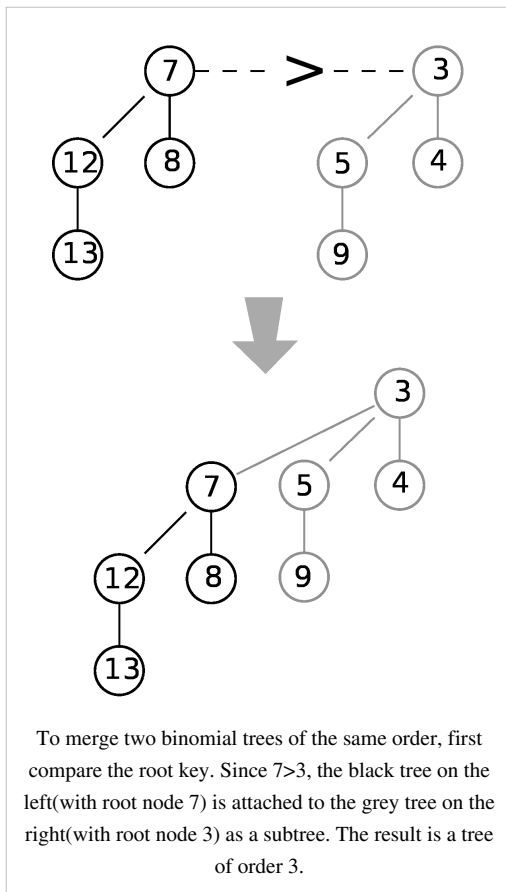 7 > 3
12 8 5 4
13 9
3
7 5 4
12 8 9
13
To merge two binomial trees of the same order, first
compare the root key. Since 7>3, the black tree on the
left(with root node 7) is attached to the grey tree on the
right(with root node 3) as a subtree. The result is a tree
of order 3.